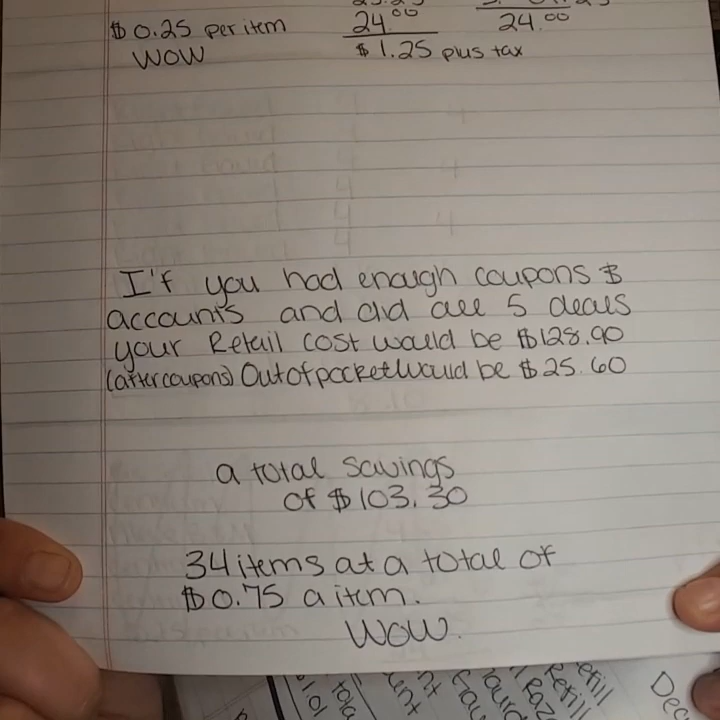 $0.25 per item 24.00 24.00
WOW $1.25 plus tax
I'f you had enough coupons $
accounts and did all 5 deals
your Retail cost would be $128.90
(after coupons) Out of pocket Would be $25.60
a total savings
of $103.30
34 items at a total of
$0.75 a item.
WOW.
Refill